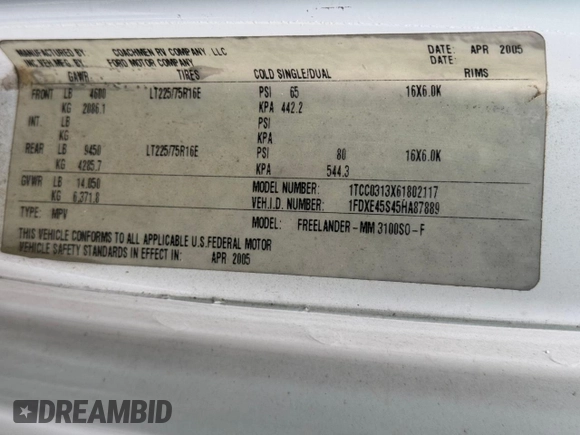 MANUFACTURED BY: COACHMEN RV COMPANY, LLC DATE: APR 2005
INC. VEH. MFD. BY: FORD MOTOR COMPANY DATE:
GAWR TIRES COLD SINGLE/DUAL RIMS
FRONT LB 4600 LT225/75R16E PSI 65 16X6.0K
KG 2086.1 KPA 442.2
INT. LB PSI
KG KPA
REAR LB 9450 LT225/75R16E PSI 80 16X6.0K
KG 4285.7 KPA 544.3
GVWR LB 14,050 MODEL NUMBER: 1TCC0313X61802117
KG 6,371.8 VEH.I.D. NUMBER: 1FDXE45S45HA87889
TYPE: MPV MODEL: FREELANDER-MM 3100SO-F
THIS VEHICLE CONFORMS TO ALL APPLICABLE U.S.FEDERAL MOTOR
VEHICLE SAFETY STANDARDS IN EFFECT IN: APR 2005
DREAMBID